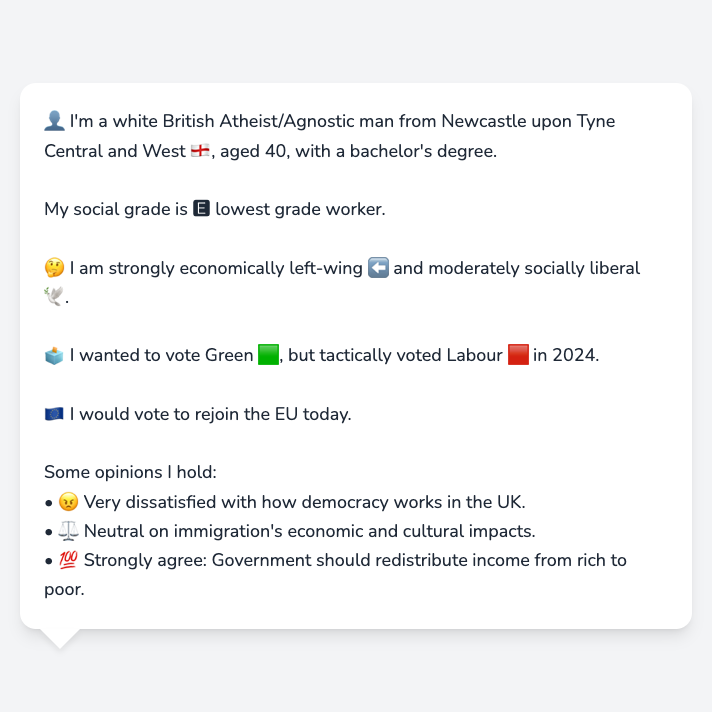 👤 I'm a white British Atheist/Agnostic man from Newcastle upon Tyne
Central and West 🏴󠁧󠁢󠁥󠁮󠁧󠁿, aged 40, with a bachelor's degree.
My social grade is 🅴 lowest grade worker.
🤔 I am strongly economically left-wing ⬅️ and moderately socially liberal
🕊️.
🗳️ I wanted to vote Green 🟩, but tactically voted Labour 🟥 in 2024.
🇪🇺 I would vote to rejoin the EU today.
Some opinions I hold:
• 😠 Very dissatisfied with how democracy works in the UK.
• ⚖️ Neutral on immigration's economic and cultural impacts.
• 💯 Strongly agree: Government should redistribute income from rich to
poor.